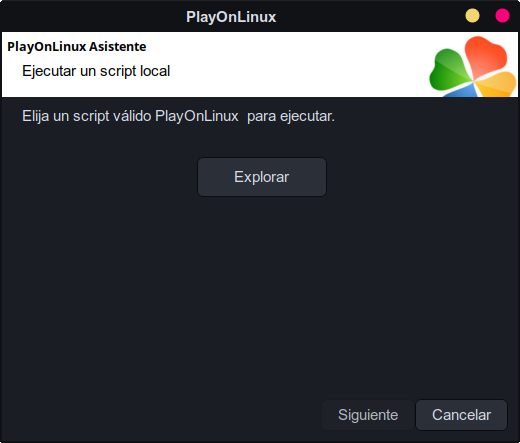 PlayOnLinux
PlayOnLinux Asistente
Ejecutar un script local
Elija un script válido PlayOnLinux  para ejecutar.
Explorar
Siguiente
Cancelar